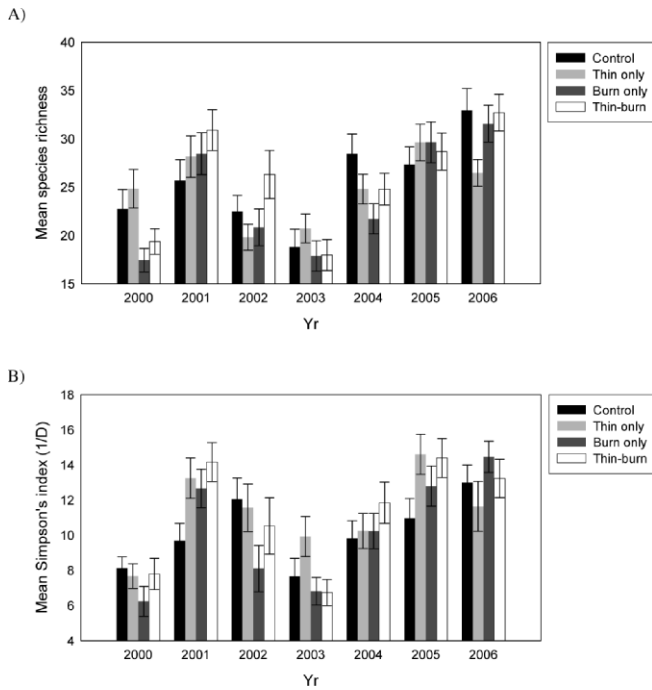 A)
40
35
30
25
20
15
Mean species richness
2000 2001 2002 2003 2004 2005 2006
Yr
Control
Thin only
Burn only
Thin-burn
B)
18
16
14
12
10
8
6
4
Mean Simpson's index (1/D)
2000 2001 2002 2003 2004 2005 2006
Yr
Control
Thin only
Burn only
Thin-burn